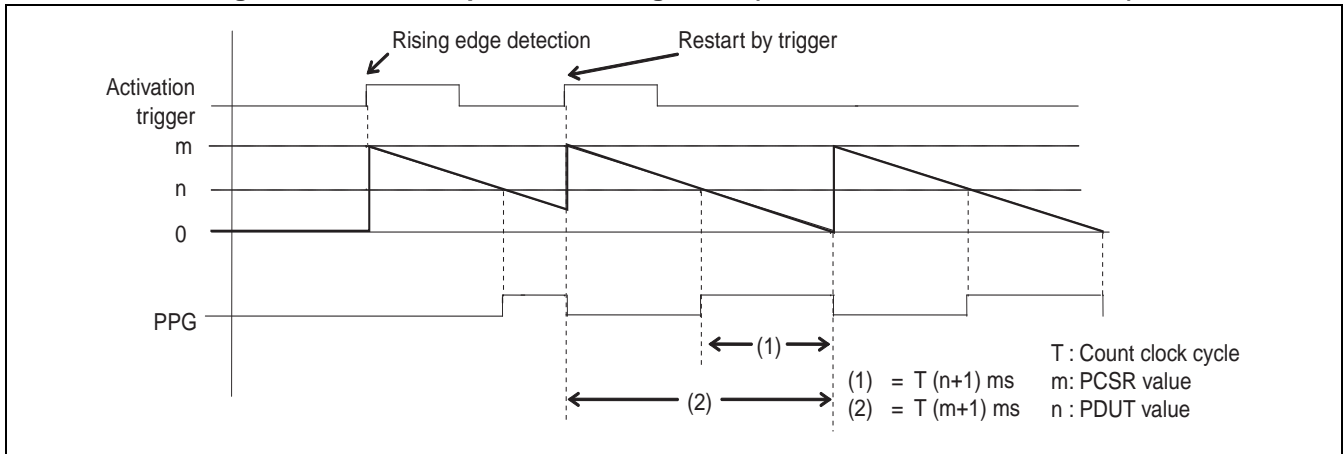 Rising edge detection
Restart by trigger
Activation
trigger
m
n
0
PPG
(1)
(2)
(1) = T (n+1) ms
(2) = T (m+1) ms
T : Count clock cycle
m: PCSR value
n : PDUT value